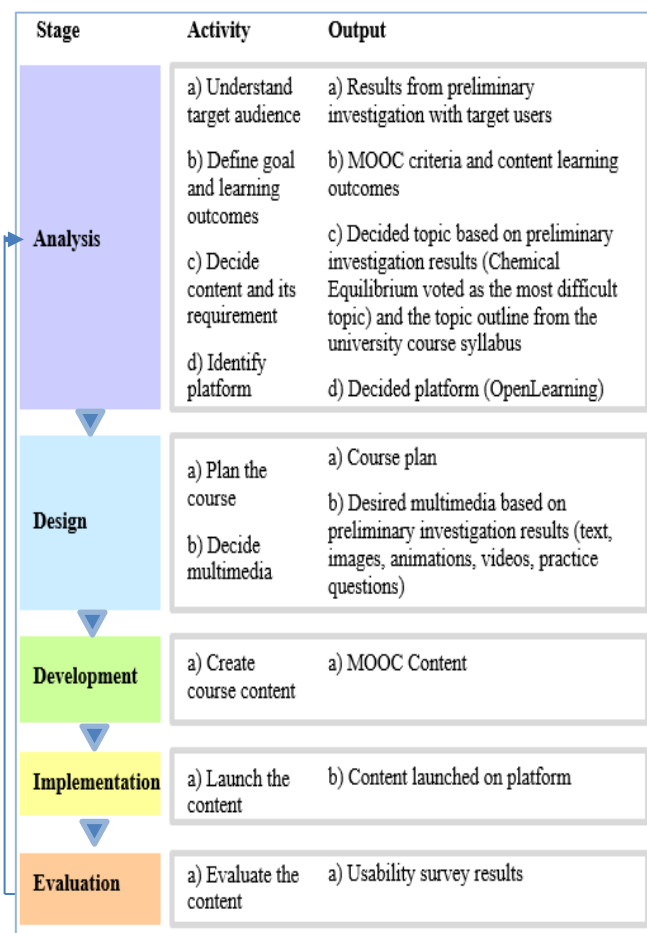 Stage Activity Output
Analysis
a) Understand
target audience
b) Define goal
and learning
outcomes
c) Decide
content and its
requirement
d) Identify
platform
a) Results from preliminary
investigation with target users
b) MOOC criteria and content learning
outcomes
c) Decided topic based on preliminary
investigation results (Chemical
Equilibrium voted as the most difficult
topic) and the topic outline from the
university course syllabus
d) Decided platform (OpenLearning)
Design
a) Plan the
course
b) Decide
multimedia
a) Course plan
b) Desired multimedia based on
preliminary investigation results (text,
images, animations, videos, practice
questions)
Development
a) Create
course content
a) MOOC Content
Implementation
a) Launch the
content
b) Content launched on platform
Evaluation
a) Evaluate the
content
a) Usability survey results